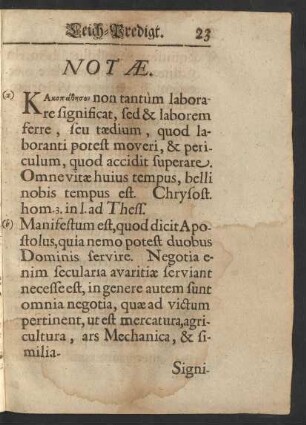 Leich-Predigt. 23
NOTÆ.
(a) KΑκοπάθησον non tantùm labora-
re significat, sed & laborem
ferre, seu tædium, quod la-
boranti potest moveri, & peri-
culum, quod accidit superare.
Omne vitæ huius tempus, belli
nobis tempus est. Chrysost.
hom. 3. in I. ad Thess.
Manifestum est, quod dicit Apo-
stolus, quia nemo potest duobus
Dominis servire. Negotia e-
nim secularia avaritiæ serviant
necesse est, in genere autem sunt
omnia negotia, quæ ad victum
pertinent, ut est mercatura, agri-
cultura, ars Mechanica, & si-
milia-
Signi-